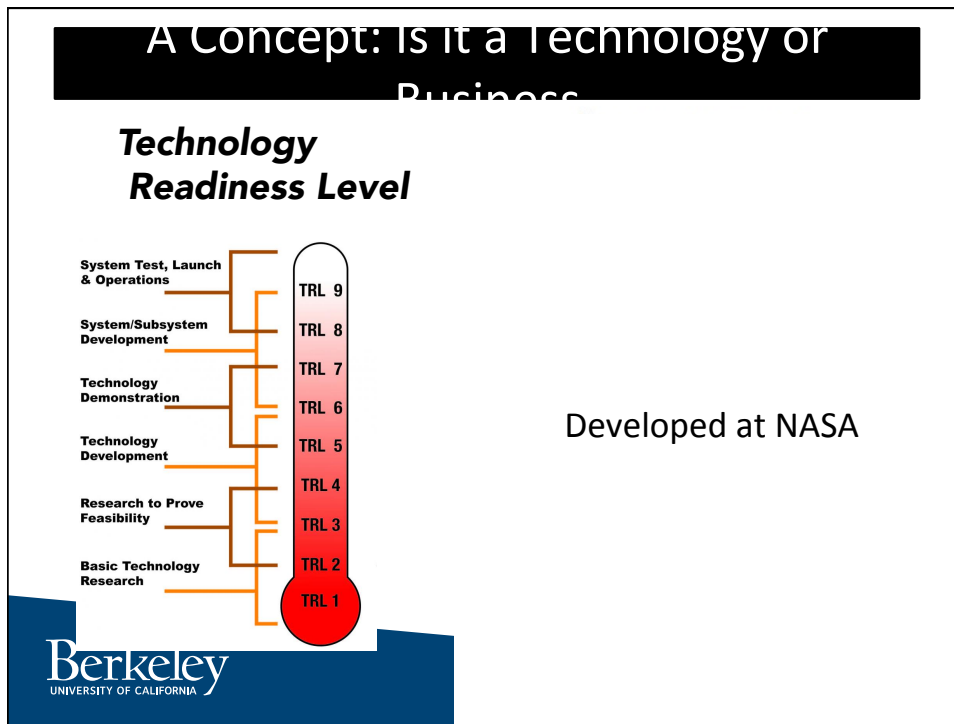 A Concept: Is it a Technology or
Business
Technology
Readiness Level
System Test, Launch
& Operations
System/Subsystem
Development
Technology
Demonstration
Technology
Development
Research to Prove
Feasibility
Basic Technology
Research
TRL 9
TRL 8
TRL 7
TRL 6
TRL 5
TRL 4
TRL 3
TRL 2
TRL 1
Developed at NASA
Berkeley
UNIVERSITY OF CALIFORNIA